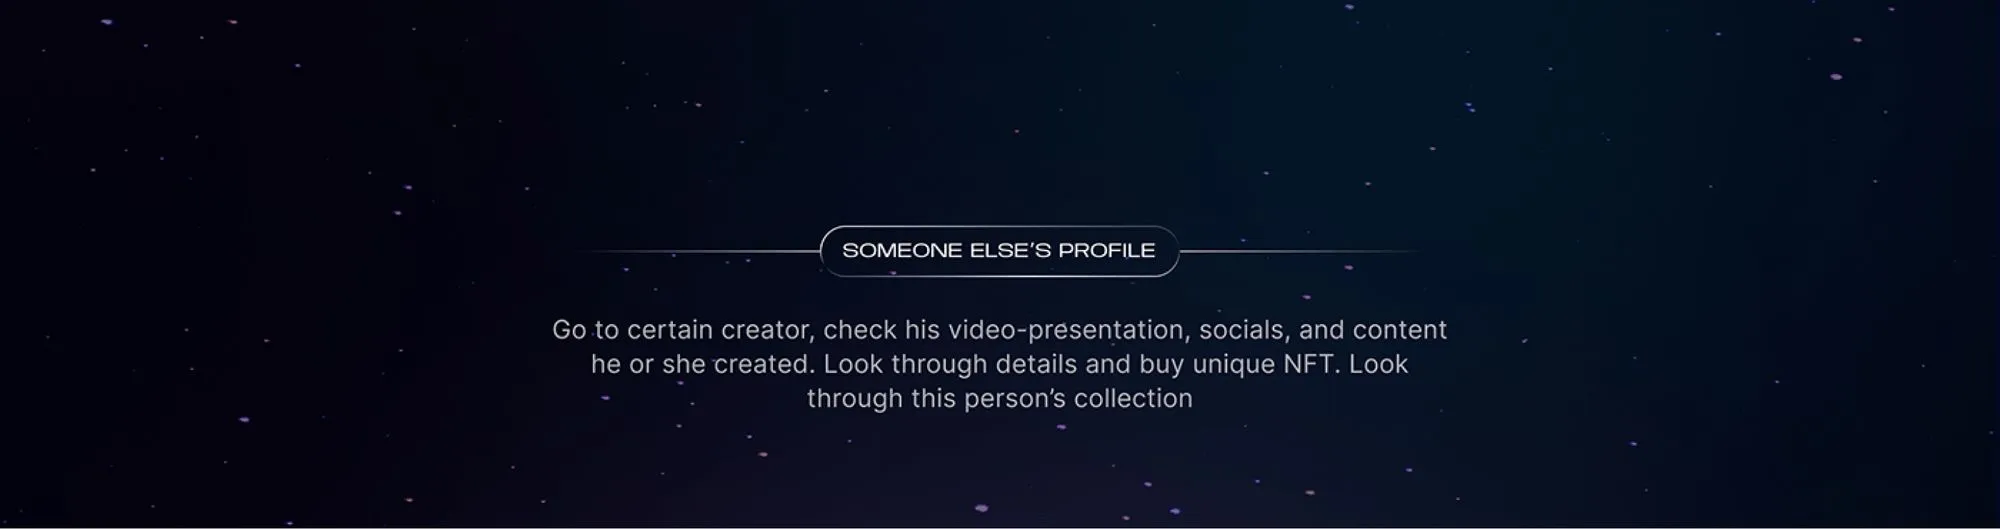 SOMEONE ELSE’S PROFILE
Go to certain creator, check his video-presentation, socials, and content
he or she created. Look through details and buy unique NFT. Look
through this person’s collection